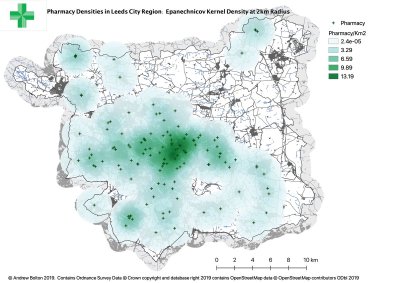 Pharmacy Densities in Leeds City Region: Epanechnicov Kernel Density at 2km Radius
Pharmacy
Pharmacy/Km2
2.4e-05
3.29
6.59
9.89
13.19
0 2 4 6 8 10 km
© Andrew Bolton 2019. Contains Ordnance Survey Data © Crown copyright and database right 2019 contains OpenStreetMap data © OpenStreetMap contributors ODbl 2019